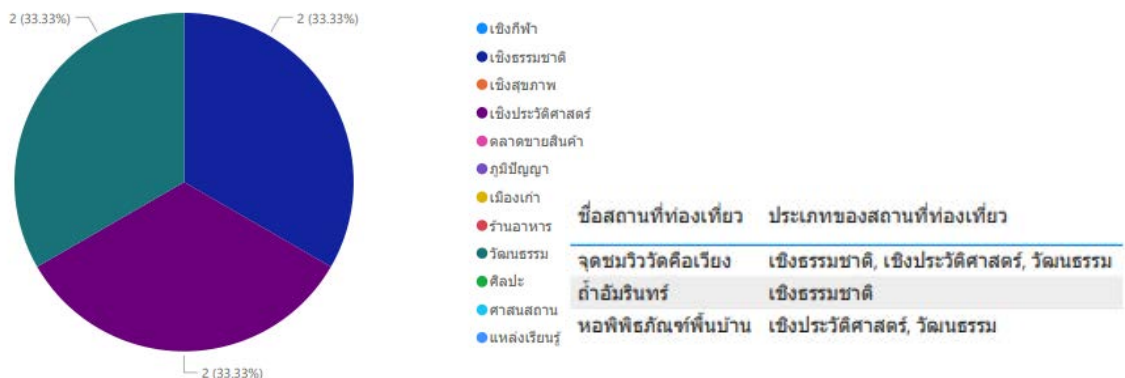 2 (33.33%)
2 (33.33%)
2 (33.33%)
เชิงกีฬา
เชิงธรรมชาติ
เชิงสุขภาพ
เชิงประวัติศาสตร์
ตลาดขายสินค้า
ภูมิปัญญา
เมืองเก่า
ร้านอาหาร
วัฒนธรรม
ศิลปะ
ศาสนสถาน
แหล่งเรียนรู้
ชื่อสถานที่ท่องเที่ยว ประเภทของสถานที่ท่องเที่ยว
จุดชมวิววัดคือเวียง เชิงธรรมชาติ, เชิงประวัติศาสตร์, วัฒนธรรม
ถ้ำอัมรินทร์ เชิงธรรมชาติ
หอพิพิธภัณฑ์พื้นบ้าน เชิงประวัติศาสตร์, วัฒนธรรม